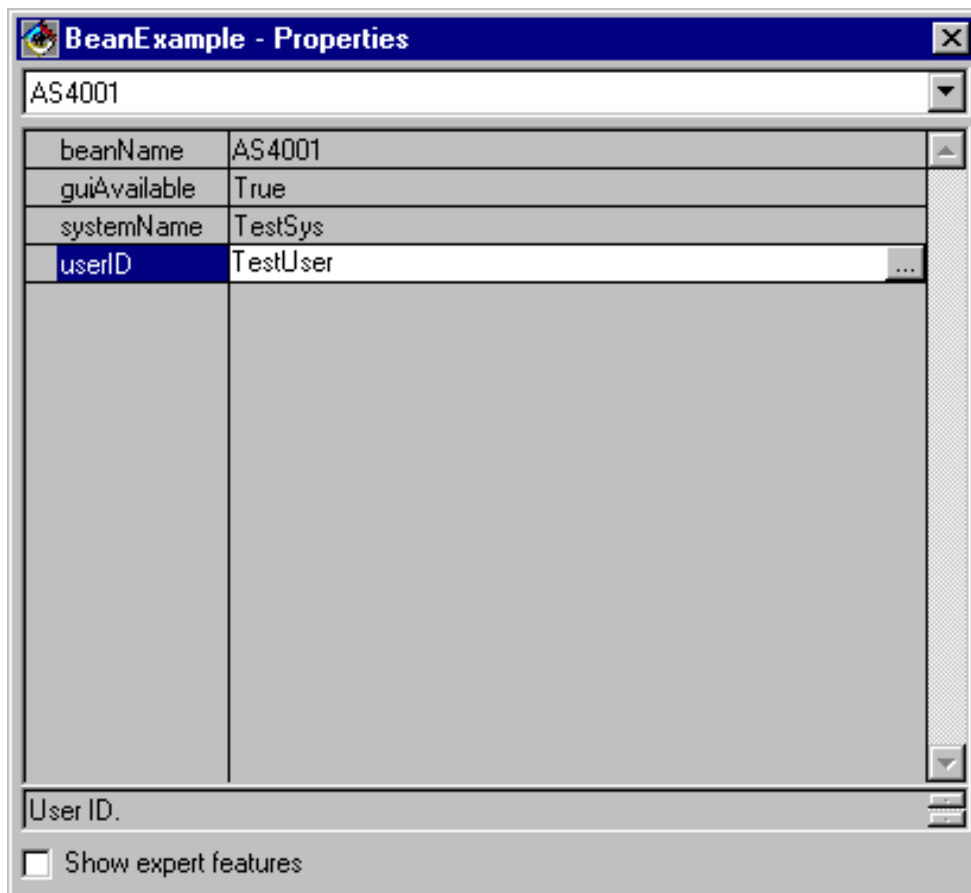 BeanExample - Properties
AS4001
beanName AS4001
guiAvailable True
systemName TestSys
userID TestUser ...
User ID.
Show expert features